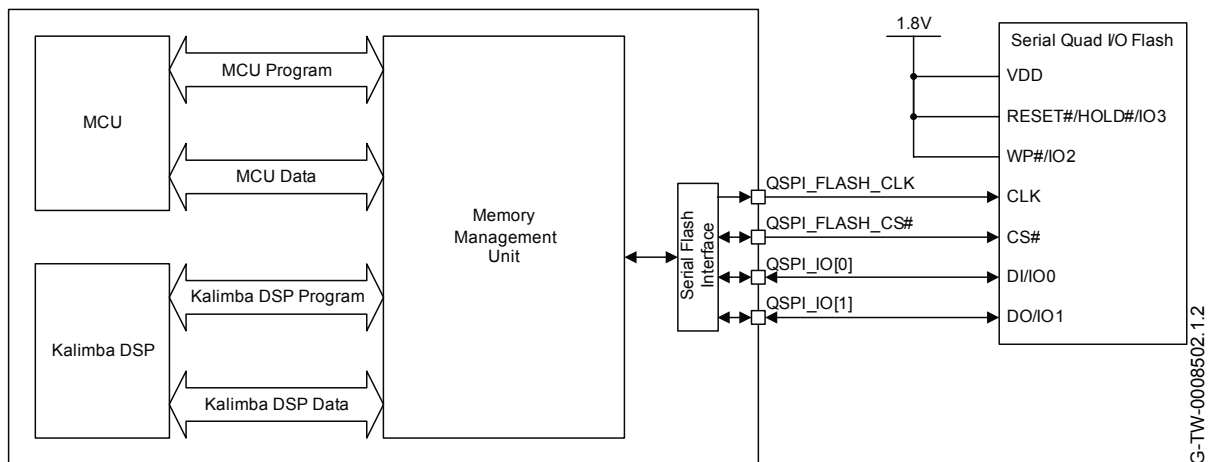 MCU
MCU Program
MCU Data
Kalimba DSP
Kalimba DSP Program
Kalimba DSP Data
Memory
Management
Unit
Serial Flash
Interface
QSPI_FLASH_CLK
QSPI_FLASH_CS#
QSPI_IO[0]
QSPI_IO[1]
1.8V
Serial Quad I/O Flash
VDD
RESET#/HOLD#/IO3
WP#/IO2
CLK
CS#
DI/IO0
DO/IO1
G-TW-0008502.1.2